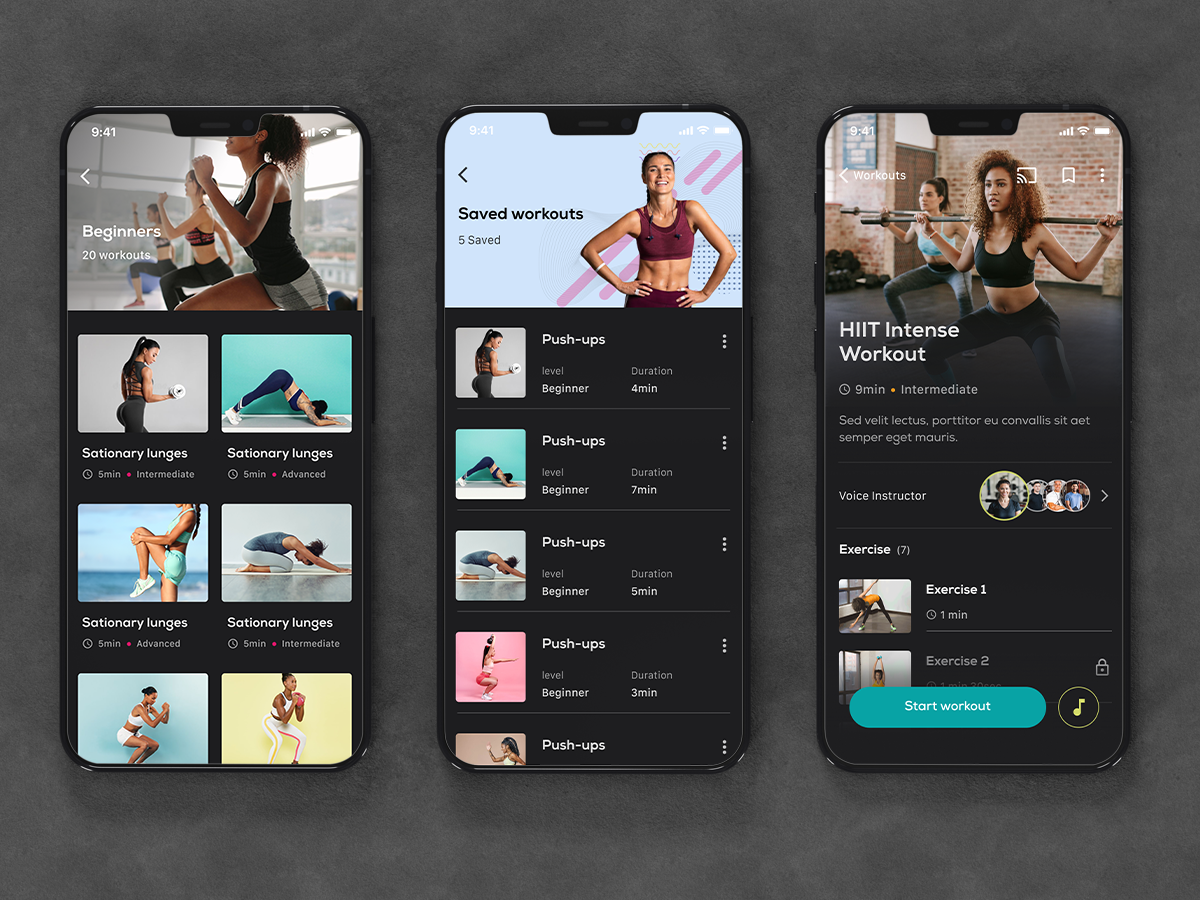 9:41
Beginners
20 workouts
Sationary lunges
5min • Intermediate
Sationary lunges
5min • Advanced
Sationary lunges
5min • Advanced
Sationary lunges
5min • Intermediate
9:41
Saved workouts
5 Saved
Push-ups
level Duration
Beginner 4min
Push-ups
level Duration
Beginner 7min
Push-ups
level Duration
Beginner 5min
Push-ups
level Duration
Beginner 3min
Push-ups
9:41
Workouts
HIIT Intense
Workout
9min • Intermediate
Sed velit lectus, porttitor eu convallis sit aet
semper eget mauris.
Voice Instructor
Exercise (7)
Exercise 1
1 min
Exercise 2
1 min 30sec
Start workout